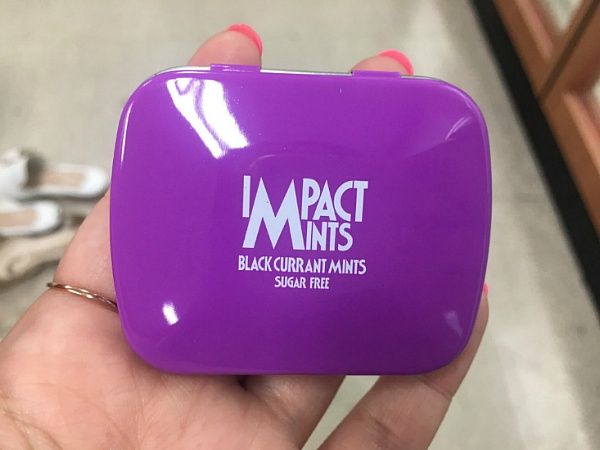 IMPACT
MINTS
BLACK CURRANT MINTS
SUGAR FREE